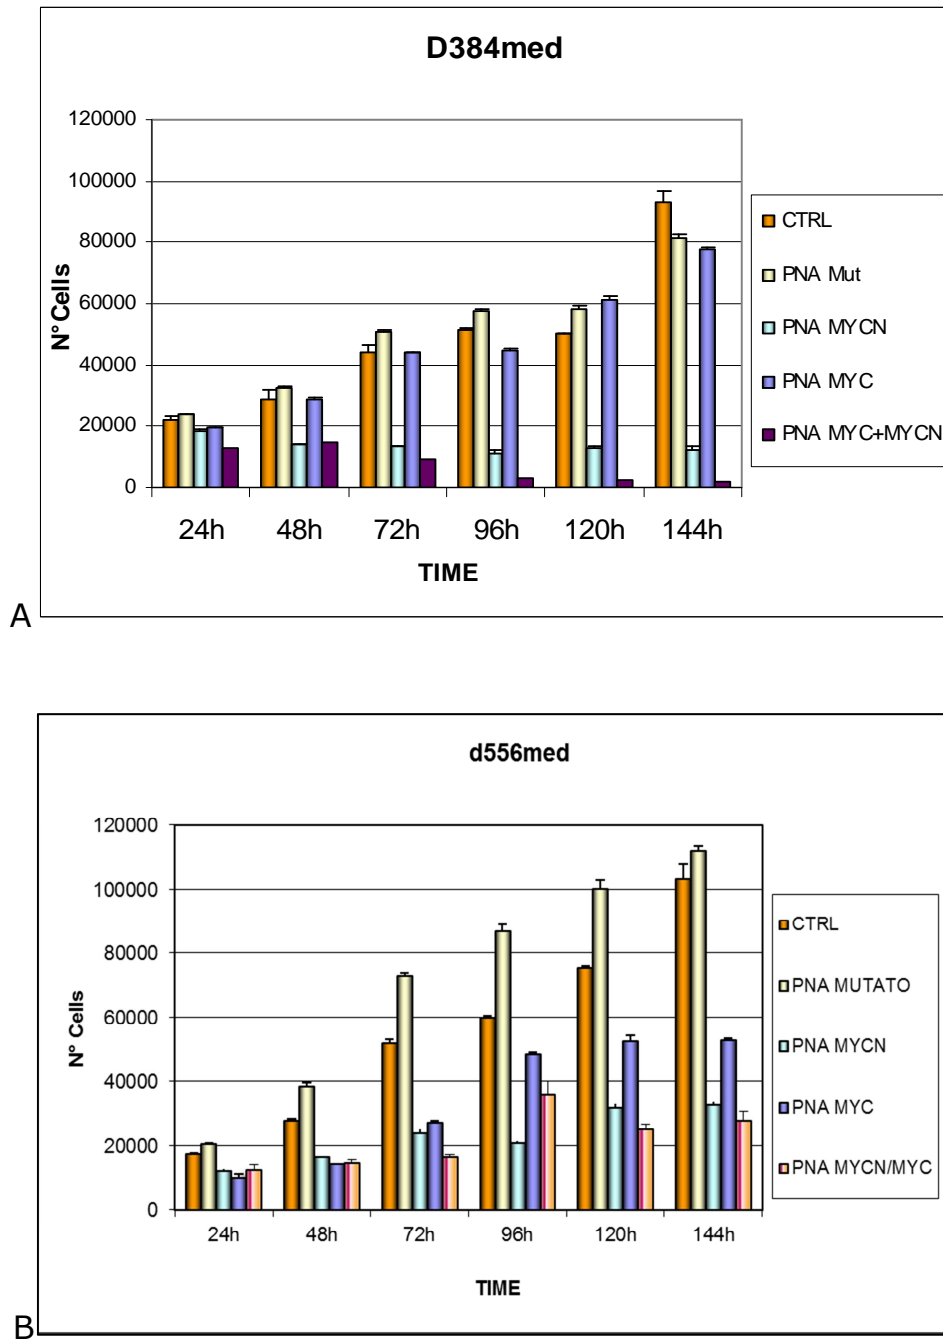 D384med
120000
100000
80000
60000
40000
20000
0
N° Cells
24h 48h 72h 96h 120h 144h
TIME
CTRL
PNA Mut
PNA MYCN
PNA MYC
PNA MYC+MYCN
A
d556med
120000
100000
80000
60000
40000
20000
0
N° Cells
24h 48h 72h 96h 120h 144h
TIME
CTRL
PNA MUTATO
PNA MYCN
PNA MYC
PNA MYCN/MYC
B